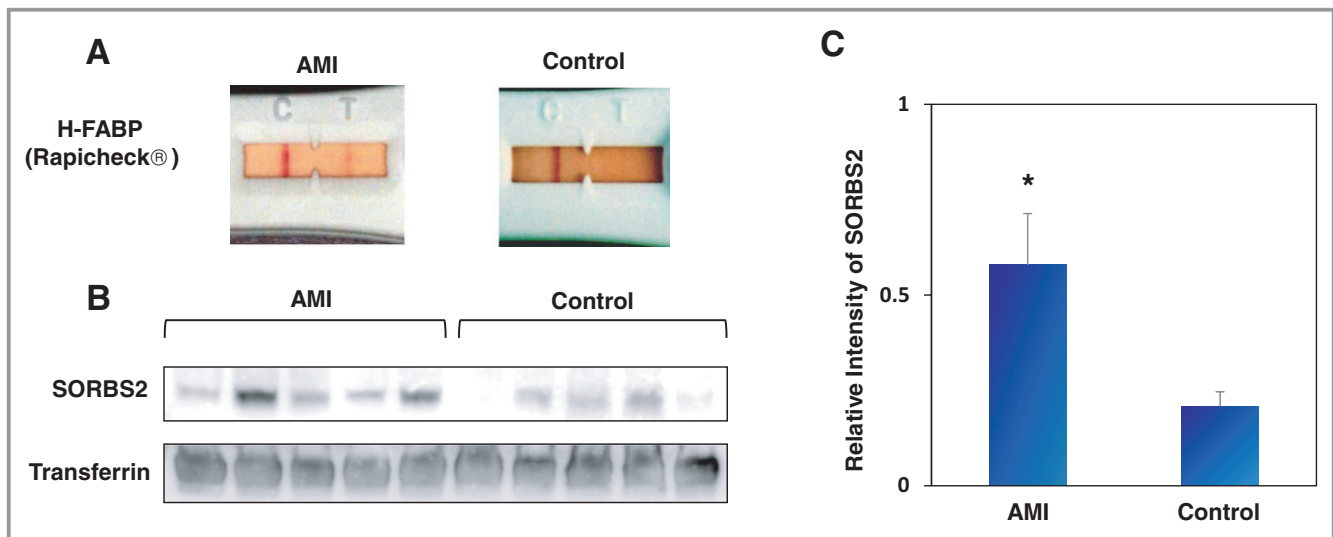 A
AMI
Control
H-FABP
(Rapicheck®)
C T
C T
B
AMI
Control
SORBS2
Transferrin
C
Relative Intensity of SORBS2
1
0.5
0
*
AMI
Control